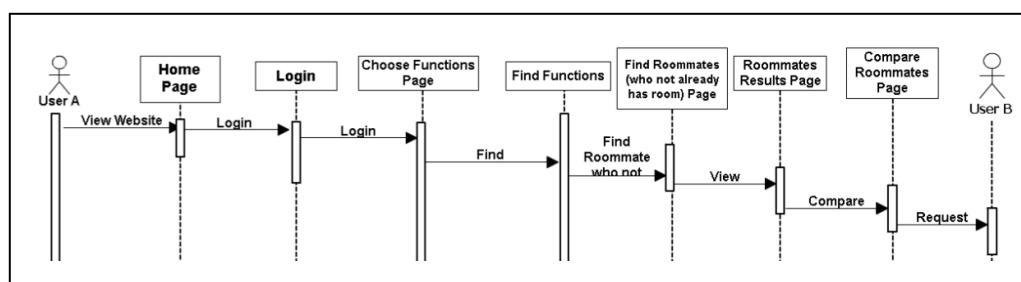 User A
Home
Page
Login
Choose Functions
Page
Find Functions
Find Roommates
(who not already
has room) Page
Roommates
Results Page
Compare
Roommates
Page
User B
View Website
Login
Login
Find
Find
Roommate
who not
View
Compare
Request